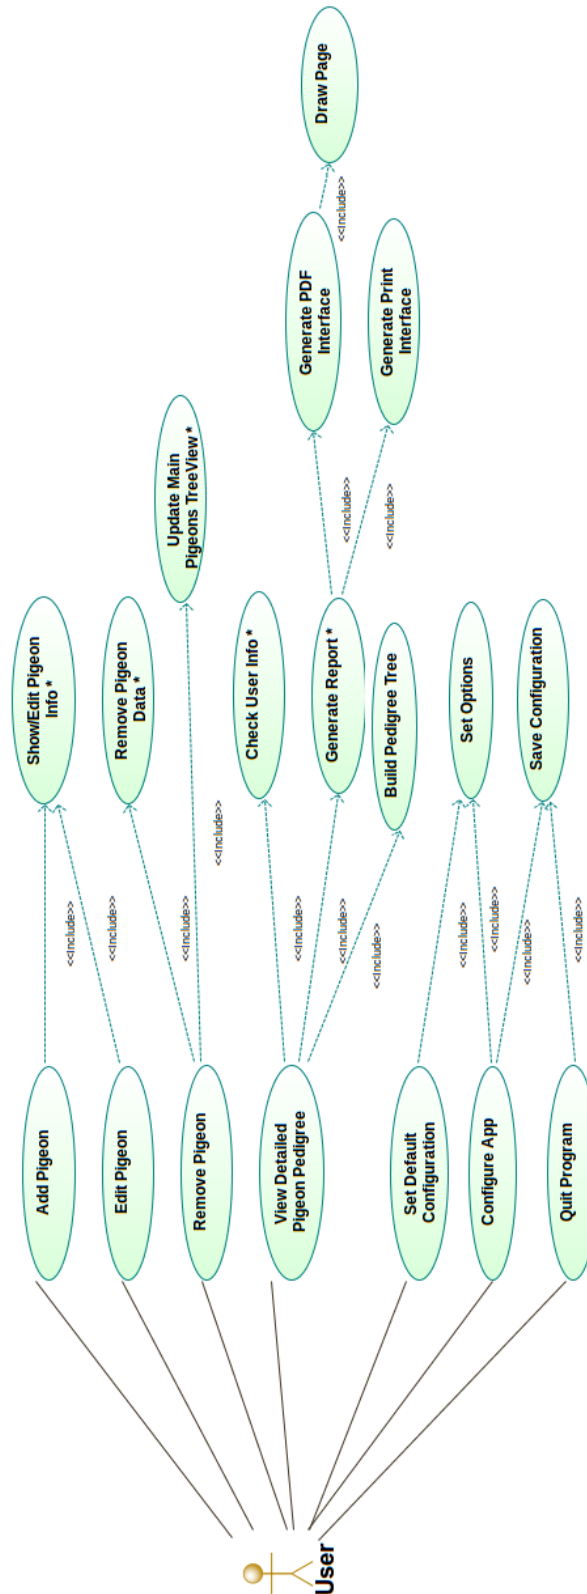 User
Add Pigeon
Edit Pigeon
Remove Pigeon
View Detailed
Pigeon Pedigree
Set Default
Configuration
Configure App
Quit Program
<<Include>>
<<Include>>
<<Include>>
<<Include>>
<<Include>>
<<Include>>
<<Include>>
<<Include>>
<<Include>>
<<Include>>
<<Include>>
Show/Edit Pigeon
Info *
Remove Pigeon
Data *
Check User Info *
Generate Report *
Build Pedigree Tree
Set Options
Save Configuration
Update Main
Pigeons TreeView *
<<Include>>
<<Include>>
Generate PDF
Interface
Generate Print
Interface
<<Include>>
Draw Page